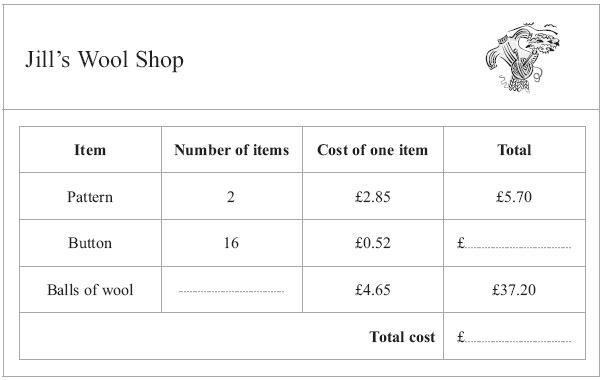 Jill's Wool Shop
Item Number of items Cost of one item Total
Pattern 2 £2.85 £5.70
Button 16 £0.52 £
Balls of wool £4.65 £37.20
Total cost £